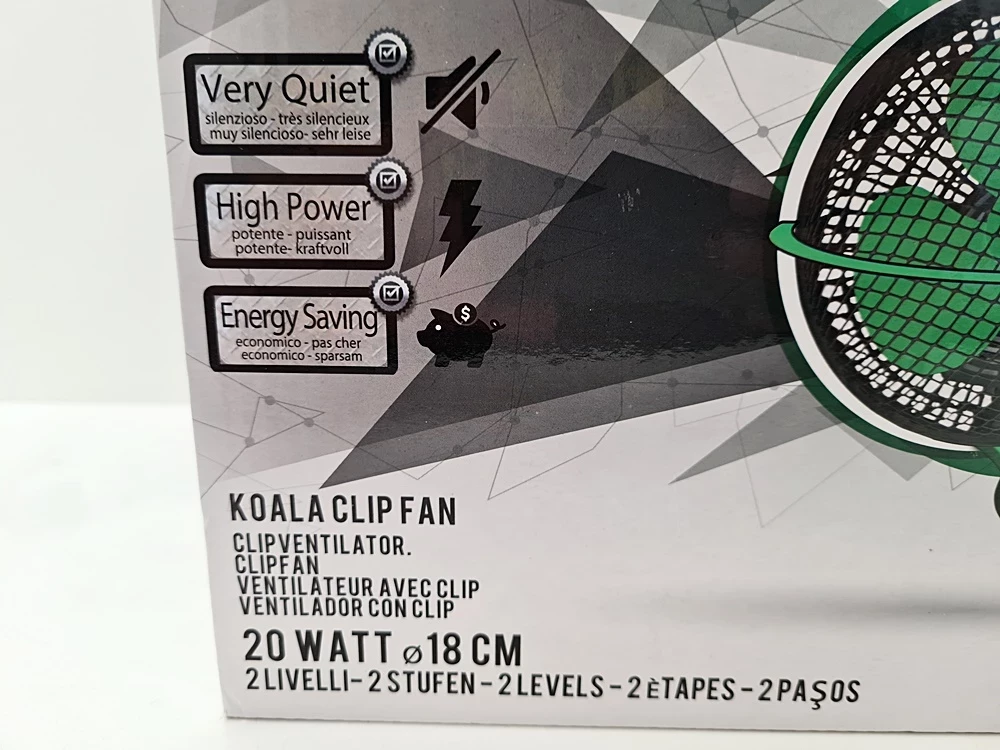 Very Quiet
silenzioso - très silencieux
muy silencioso- sehr leise
High Power
potente - puissant
potente- kraftvoll
Energy Saving
economico - pas cher
economico - sparsam
$
KOALA CLIP FAN
CLIPVENTILATOR.
CLIPFAN
VENTILATEUR AVEC CLIP
VENTILADOR CON CLIP
20 WATT ø18 CM
2 LIVELLI- 2 STUFEN - 2 LEVELS - 2 ÈTAPES - 2 PAŞOS